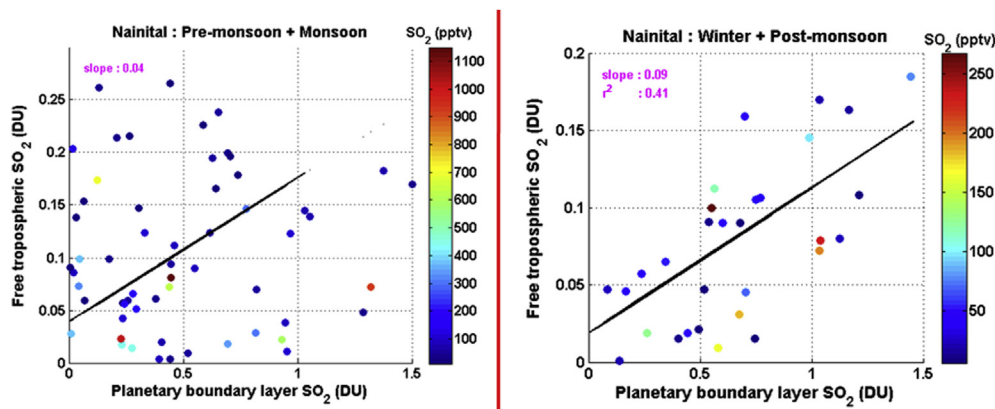 Nainital : Pre-monsoon + Monsoon
SO2 (pptv)
slope : 0.04
0.25
0.2
0.15
0.1
0.05
0
Free tropospheric SO2 (DU)
0 0.5 1 1.5
Planetary boundary layer SO2 (DU)
1100
1000
900
800
700
600
500
400
300
200
100
Nainital : Winter + Post-monsoon
SO2 (pptv)
slope : 0.09
r2 : 0.41
0.2
0.15
0.1
0.05
0
Free tropospheric SO2 (DU)
0 0.5 1 1.5
Planetary boundary layer SO2 (DU)
250
200
150
100
50